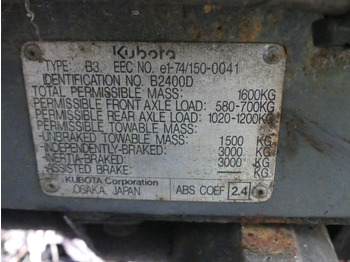 Kubota
TYPE: B3 EEC NO. e1-74/150-0041
IDENTIFICATION NO. B2400D
TOTAL PERMISSIBLE MASS: 1600KG
PERMISSIBLE FRONT AXLE LOAD: 580-700KG
PERMISSIBLE REAR AXLE LOAD: 1020-1200KG
PERMISSIBLE TOWABLE MASS:
-UNBRAKED TOWABLE MASS: 1500 KG
-INDEPENDENTLY-BRAKED: 3000 KG
-INERTIA-BRAKED: 3000 KG
-ASSISTED BRAKE: KG
KUBOTA Corporation
OSAKA, JAPAN
ABS COEF 2.4